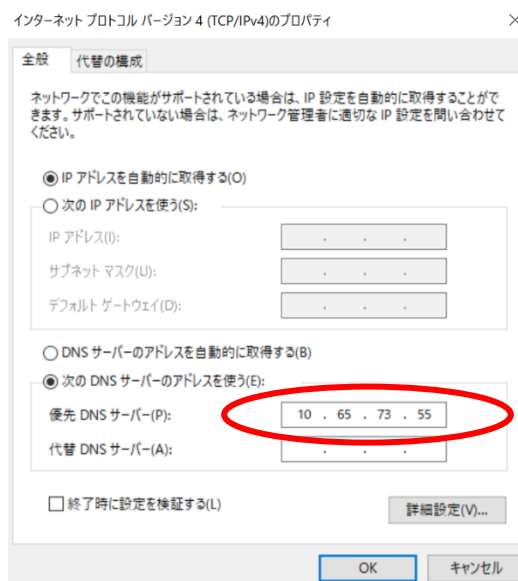 インターネット プロトコル バージョン 4 (TCP/IPv4)のプロパティ
全般
代替の構成
ネットワークでこの機能がサポートされている場合は、IP 設定を自動的に取得することがで
きます。サポートされていない場合は、ネットワーク管理者に適切な IP 設定を問い合わせて
ください。
IP アドレスを自動的に取得する(O)
次の IP アドレスを使う(S):
IP アドレス(I):
サブネット マスク(U):
デフォルト ゲートウェイ(D):
DNS サーバーのアドレスを自動的に取得する(B)
次の DNS サーバーのアドレスを使う(E):
優先 DNS サーバー(P): 10 . 65 . 73 . 55
代替 DNS サーバー(A):
終了時に設定を検証する(L)
詳細設定(V)...
OK
キャンセル